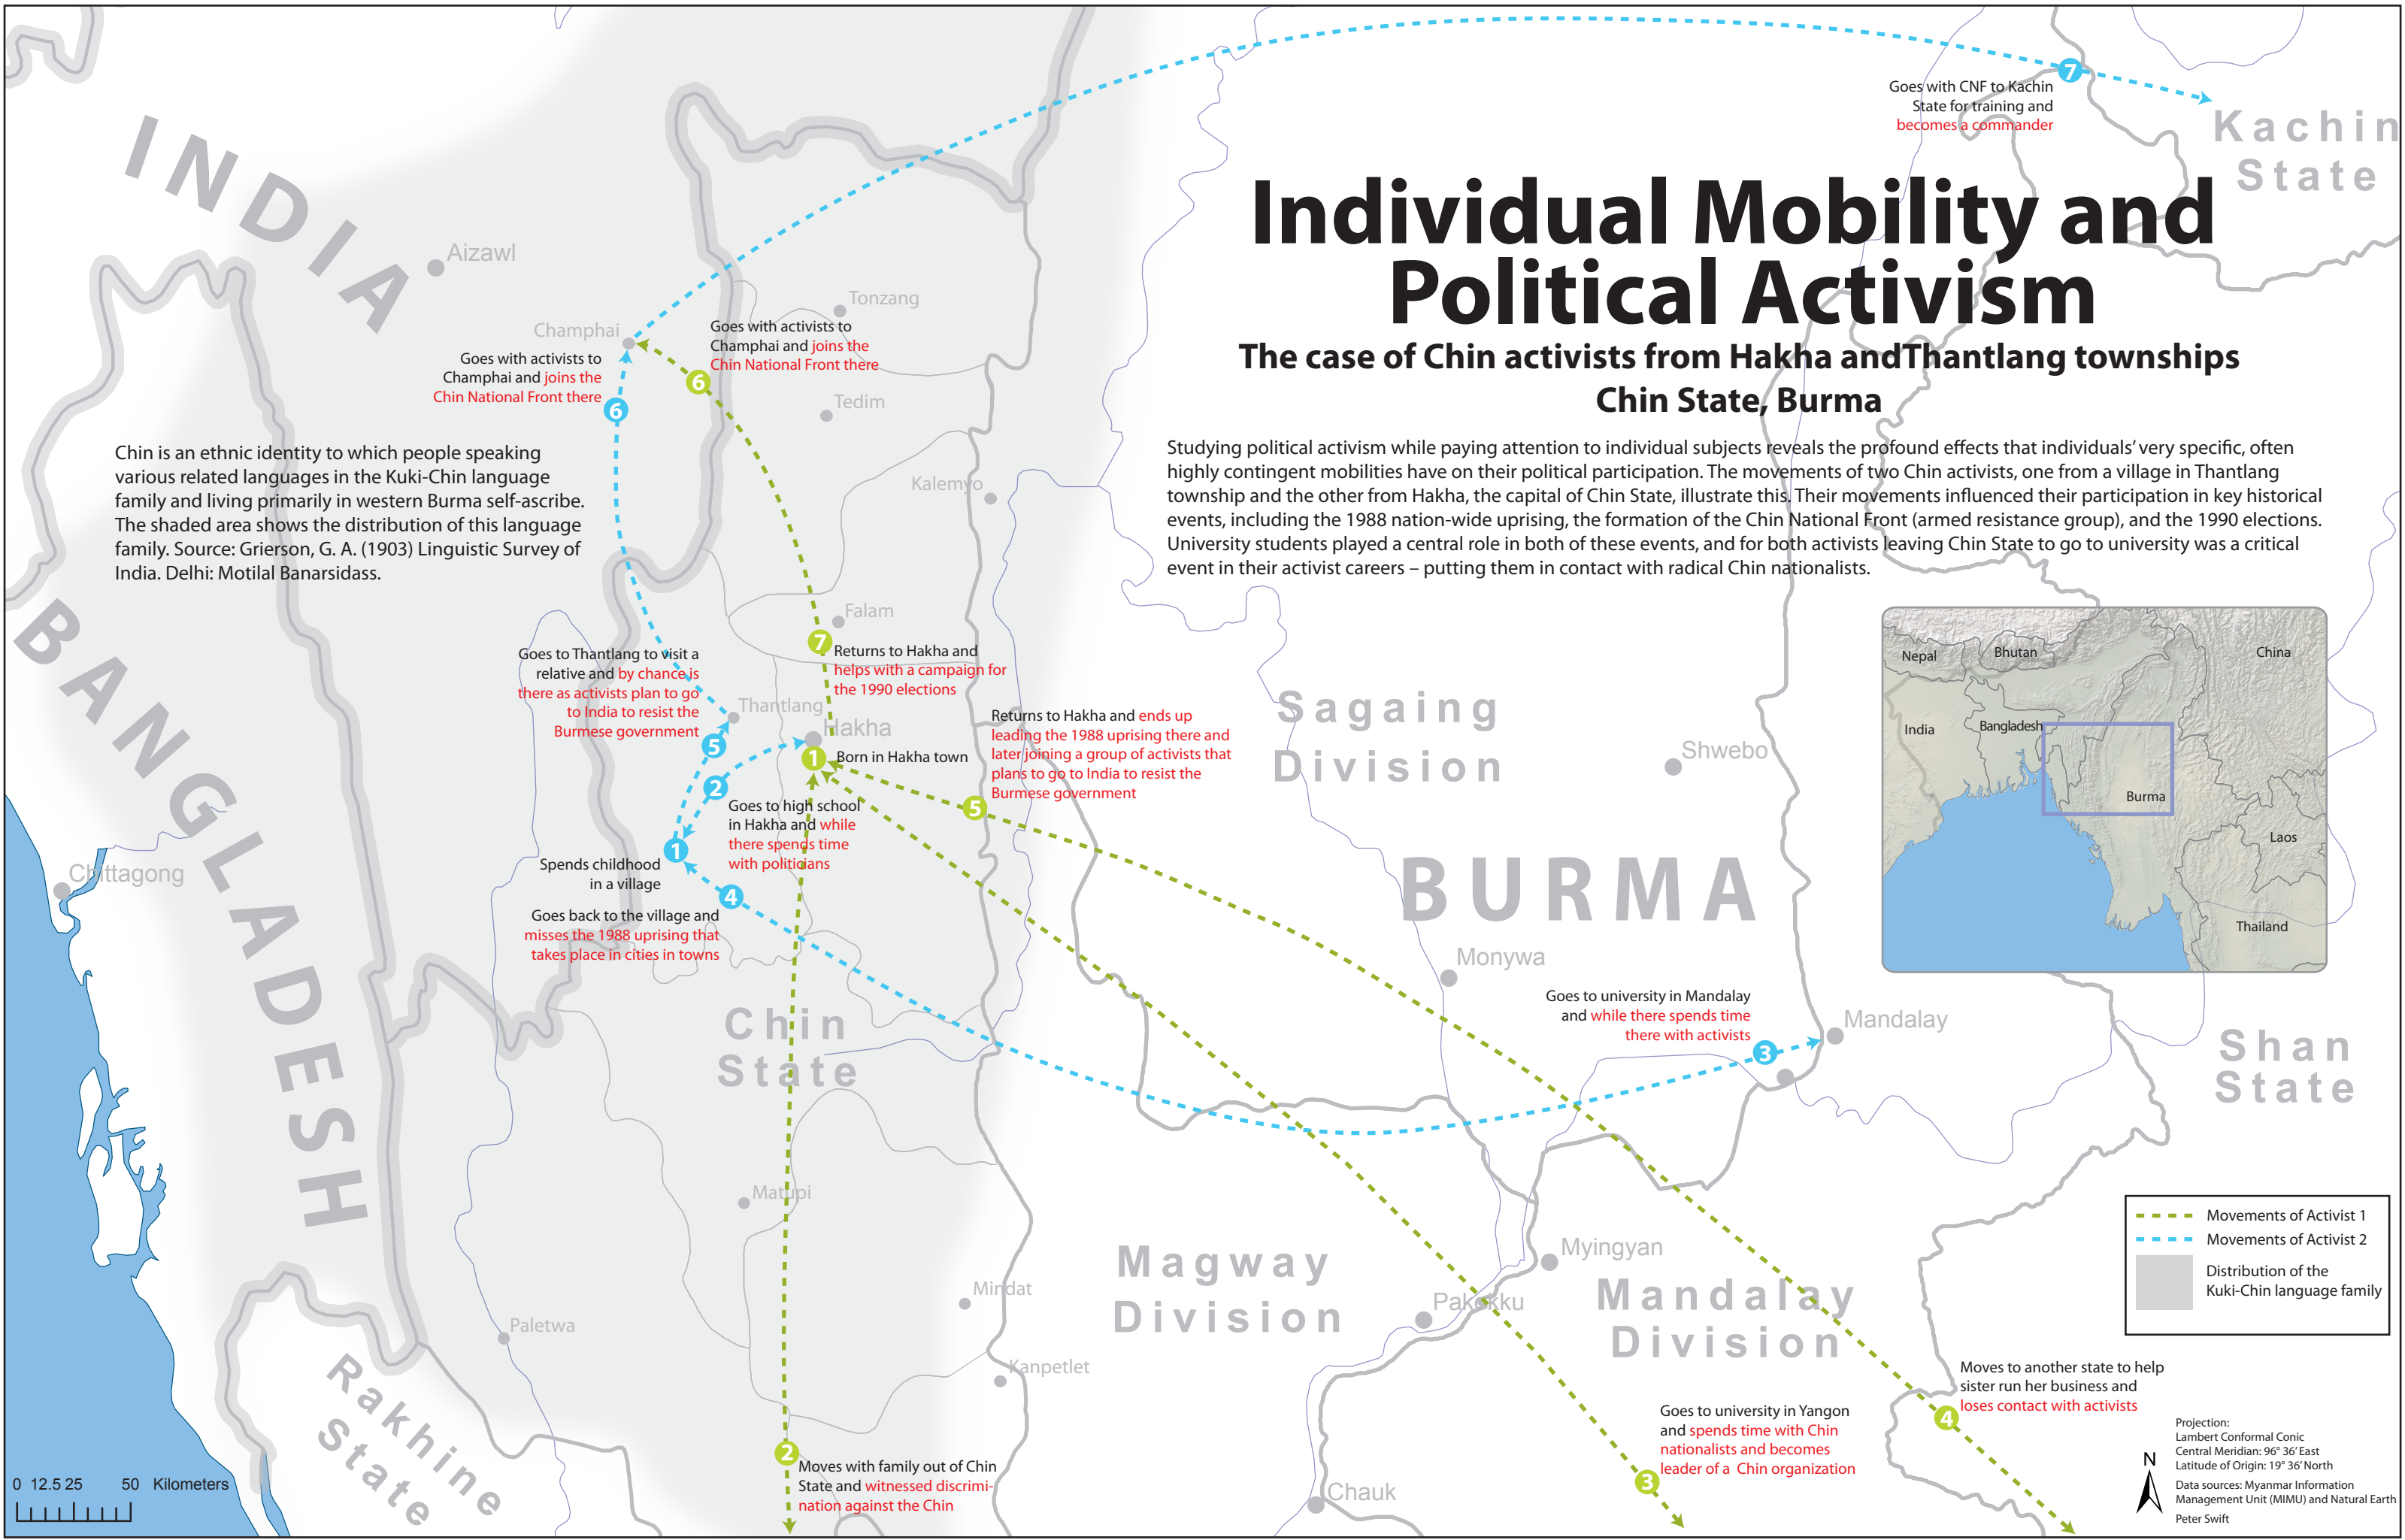 Individual Mobility and
Political Activism
The case of Chin activists from Hakha andThantlang townships
Chin State, Burma
Studying political activism while paying attention to individual subjects reveals the profound effects that individuals’ very specific, often
highly contingent mobilities have on their political participation. The movements of two Chin activists, one from a village in Thantlang
township and the other from Hakha, the capital of Chin State, illustrate this. Their movements influenced their participation in key historical
events, including the 1988 nation-wide uprising, the formation of the Chin National Front (armed resistance group), and the 1990 elections.
University students played a central role in both of these events, and for both activists leaving Chin State to go to university was a critical
event in their activist careers – putting them in contact with radical Chin nationalists.
7
Goes with CNF to Kachin
State for training and
becomes a commander
Kachin
State
INDIA
Aizawl
Champhai
Tonzang
Goes with activists to
Champhai and joins the
Chin National Front there
6
Goes with activists to
Champhai and joins the
Chin National Front there
6
Tedim
Kalemyo
Chin is an ethnic identity to which people speaking
various related languages in the Kuki-Chin language
family and living primarily in western Burma self-ascribe.
The shaded area shows the distribution of this language
family. Source: Grierson, G. A. (1903) Linguistic Survey of
India. Delhi: Motilal Banarsidass.
BANGLADESH
Falam
7
Returns to Hakha and
helps with a campaign for
the 1990 elections
Goes to Thantlang to visit a
relative and by chance is
there as activists plan to go
to India to resist the
Burmese government
5
Thantlang
Hakha
1
Born in Hakha town
Returns to Hakha and ends up
leading the 1988 uprising there and
later joining a group of activists that
plans to go to India to resist the
Burmese government
5
2
Goes to high school
in Hakha and while
there spends time
with politicians
1
Spends childhood
in a village
4
Goes back to the village and
misses the 1988 uprising that
takes place in cities in towns
Chittagong
Sagaing
Division
Shwebo
BURMA
Monywa
Goes to university in Mandalay
and while there spends time
there with activists
3
Mandalay
Nepal
Bhutan
China
India
Bangladesh
Burma
Laos
Thailand
Shan
State
Chin
State
Matupi
Mindat
Paletwa
Kanpetlet
Magway
Division
Myingyan
Pakokku
Mandalay
Division
Chauk
Rakhine
State
2
Moves with family out of Chin
State and witnessed discrimi-
nation against the Chin
Goes to university in Yangon
and spends time with Chin
nationalists and becomes
leader of a Chin organization
3
Moves to another state to help
sister run her business and
loses contact with activists
4
Movements of Activist 1
Movements of Activist 2
Distribution of the
Kuki-Chin language family
0 12.5 25 50 Kilometers
N
Projection:
Lambert Conformal Conic
Central Meridian: 96° 36’ East
Latitude of Origin: 19° 36’ North
Data sources: Myanmar Information
Management Unit (MIMU) and Natural Earth
Peter Swift